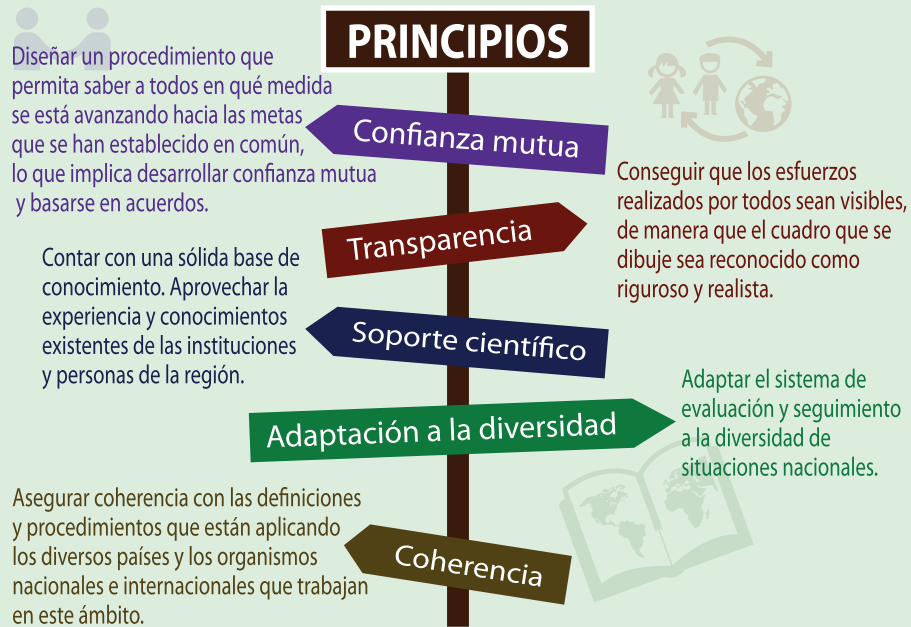 PRINCIPIOS
Confianza mutua
Diseñar un procedimiento que
permita saber a todos en qué medida
se está avanzando hacia las metas
que se han establecido en común,
lo que implica desarrollar confianza mutua
y basarse en acuerdos.
Transparencia
Conseguir que los esfuerzos
realizados por todos sean visibles,
de manera que el cuadro que se
dibuje sea reconocido como
riguroso y realista.
Soporte científico
Contar con una sólida base de
conocimiento. Aprovechar la
experiencia y conocimientos
existentes de las instituciones
y personas de la región.
Adaptación a la diversidad
Adaptar el sistema de
evaluación y seguimiento
a la diversidad de
situaciones nacionales.
Coherencia
Asegurar coherencia con las definiciones
y procedimientos que están aplicando
los diversos países y los organismos
nacionales e internacionales que trabajan
en este ámbito.